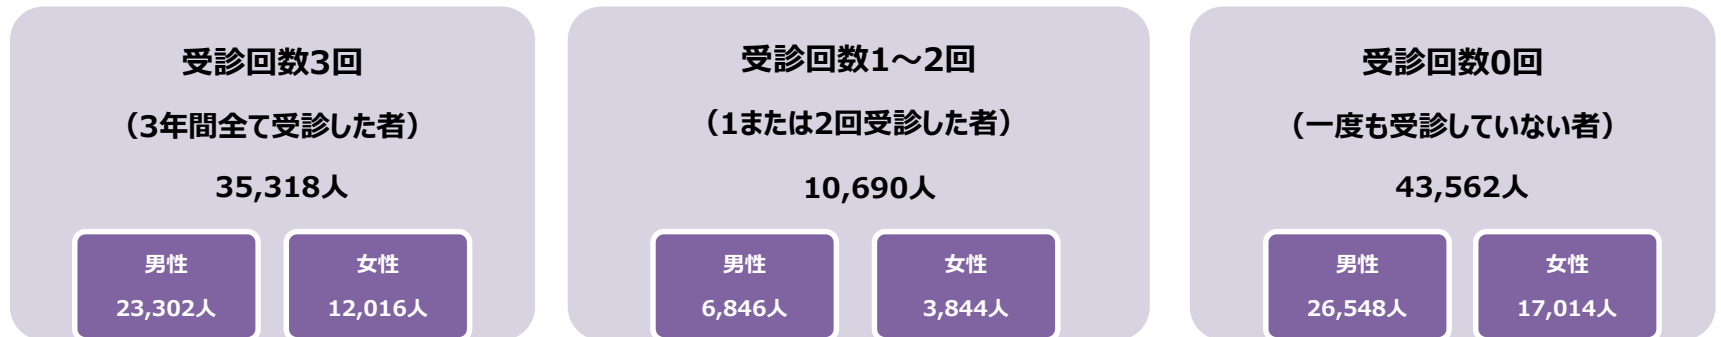 受診回数3回
（3年間全て受診した者）
35,318人
男性
23,302人
女性
12,016人
受診回数1～2回
（1または2回受診した者）
10,690人
男性
6,846人
女性
3,844人
受診回数0回
（一度も受診していない者）
43,562人
男性
26,548人
女性
17,014人